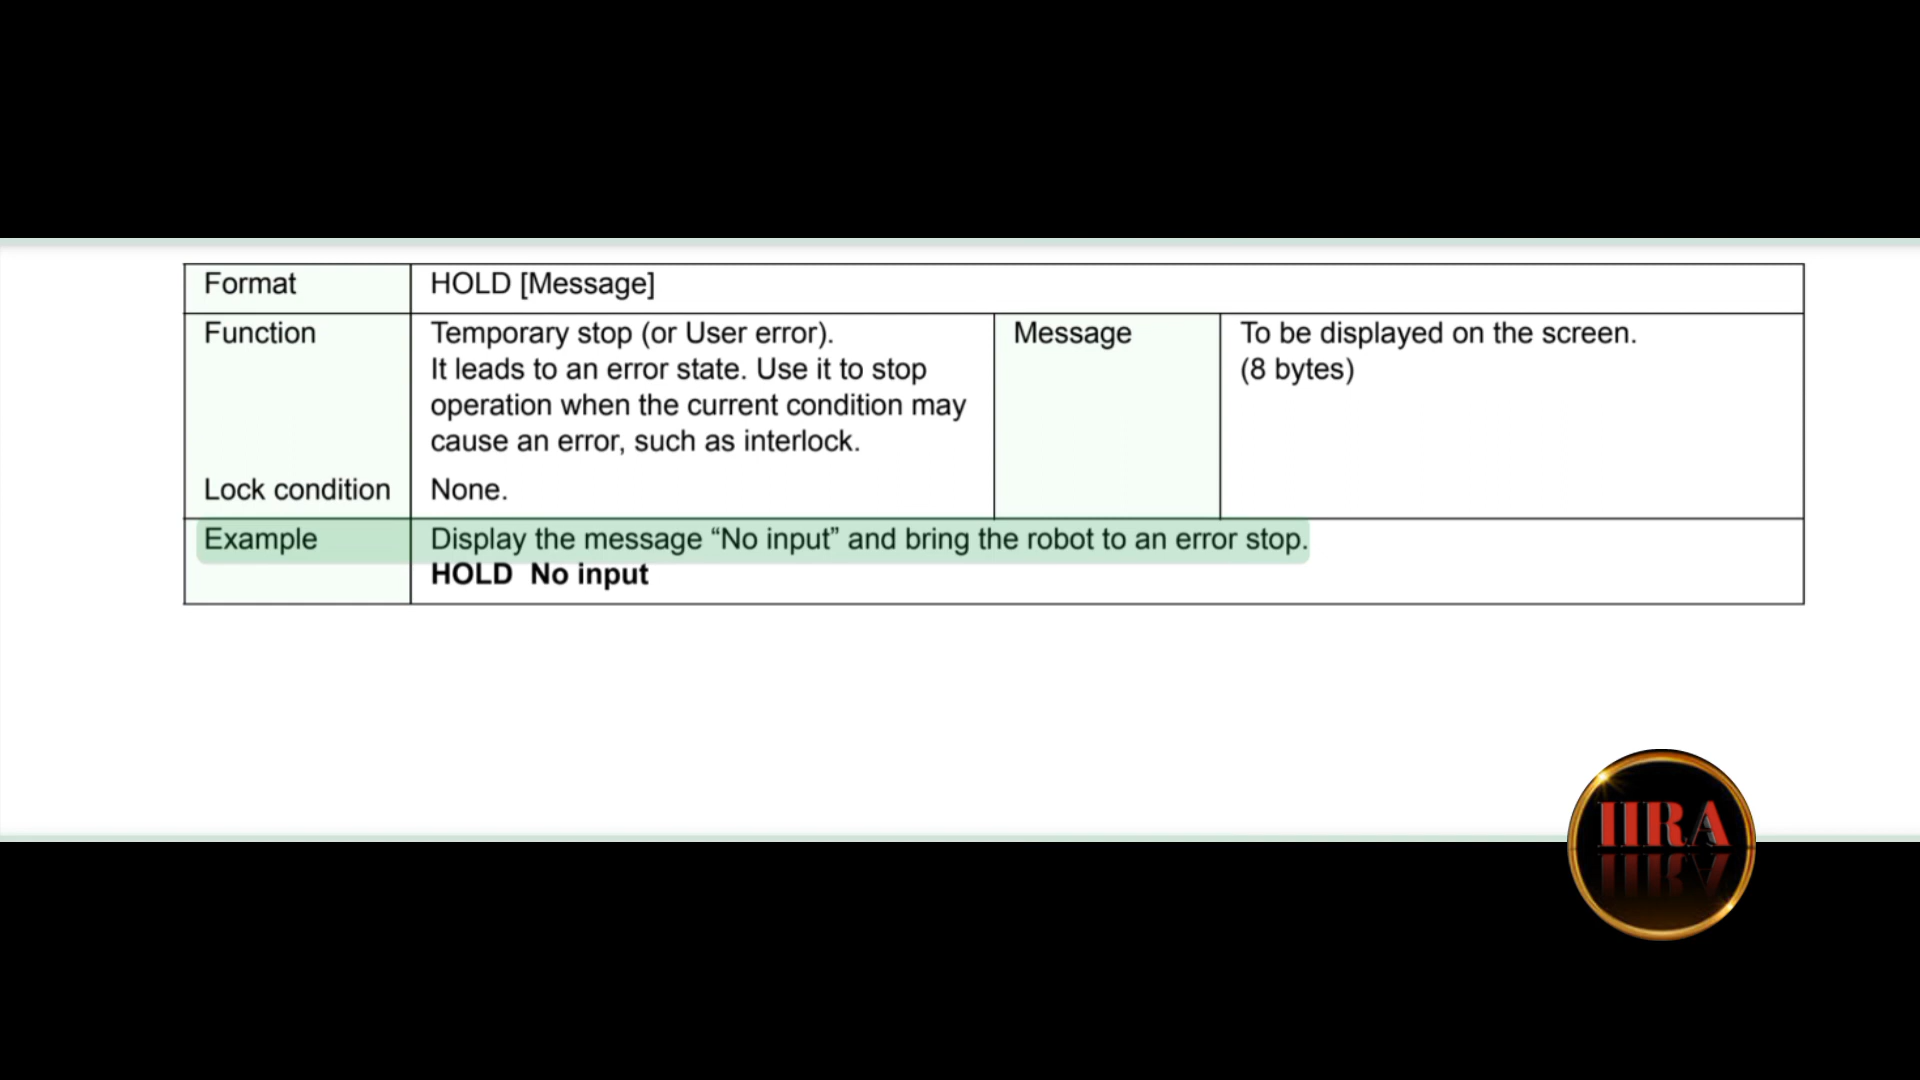 Format HOLD [Message]
Function Temporary stop (or User error). Message To be displayed on the screen.
It leads to an error state. Use it to stop (8 bytes)
operation when the current condition may
cause an error, such as interlock.
Lock condition None.
Example Display the message “No input” and bring the robot to an error stop.
HOLD No input
IIRA